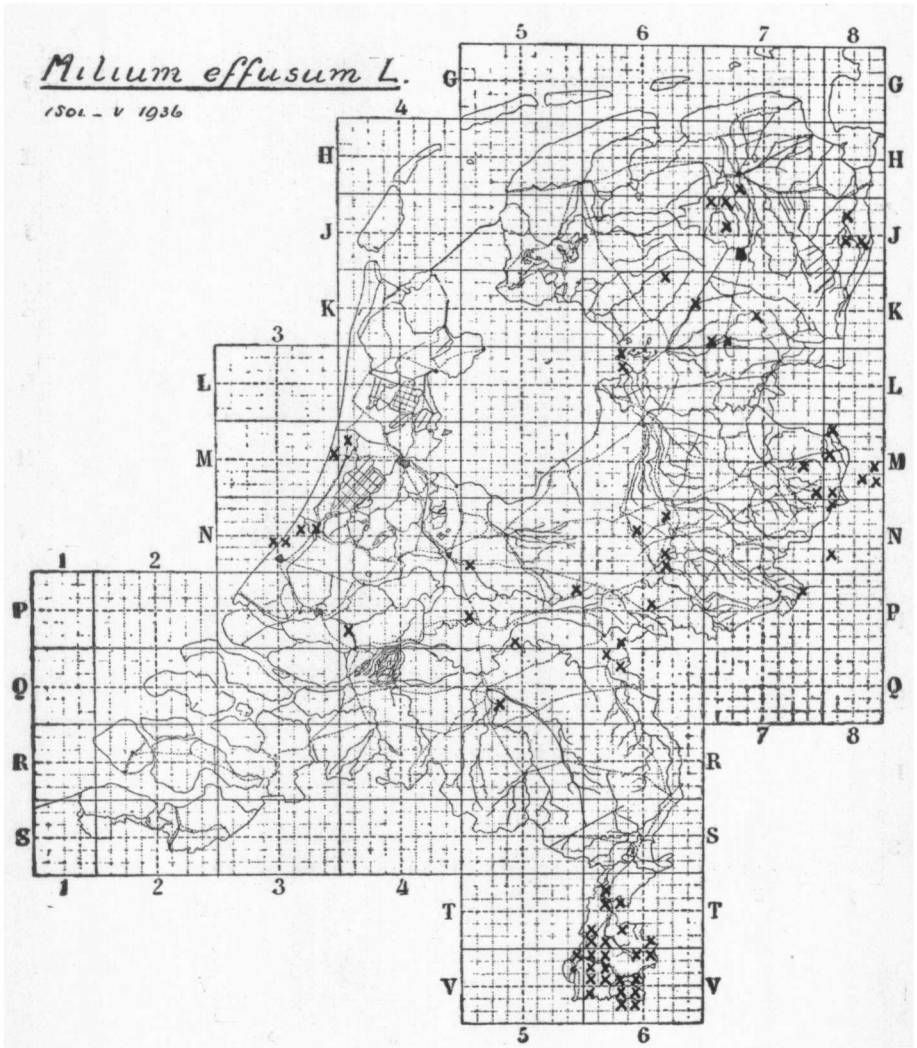 Milium effusum L.
ISOL - V 1936
5 6 7 8
G G
4
H H
J J
K K
3
L L
M M
N N
1 2
P P
Q Q
7 8
R R
S S
1 2 3 4
T T
V V
5 6